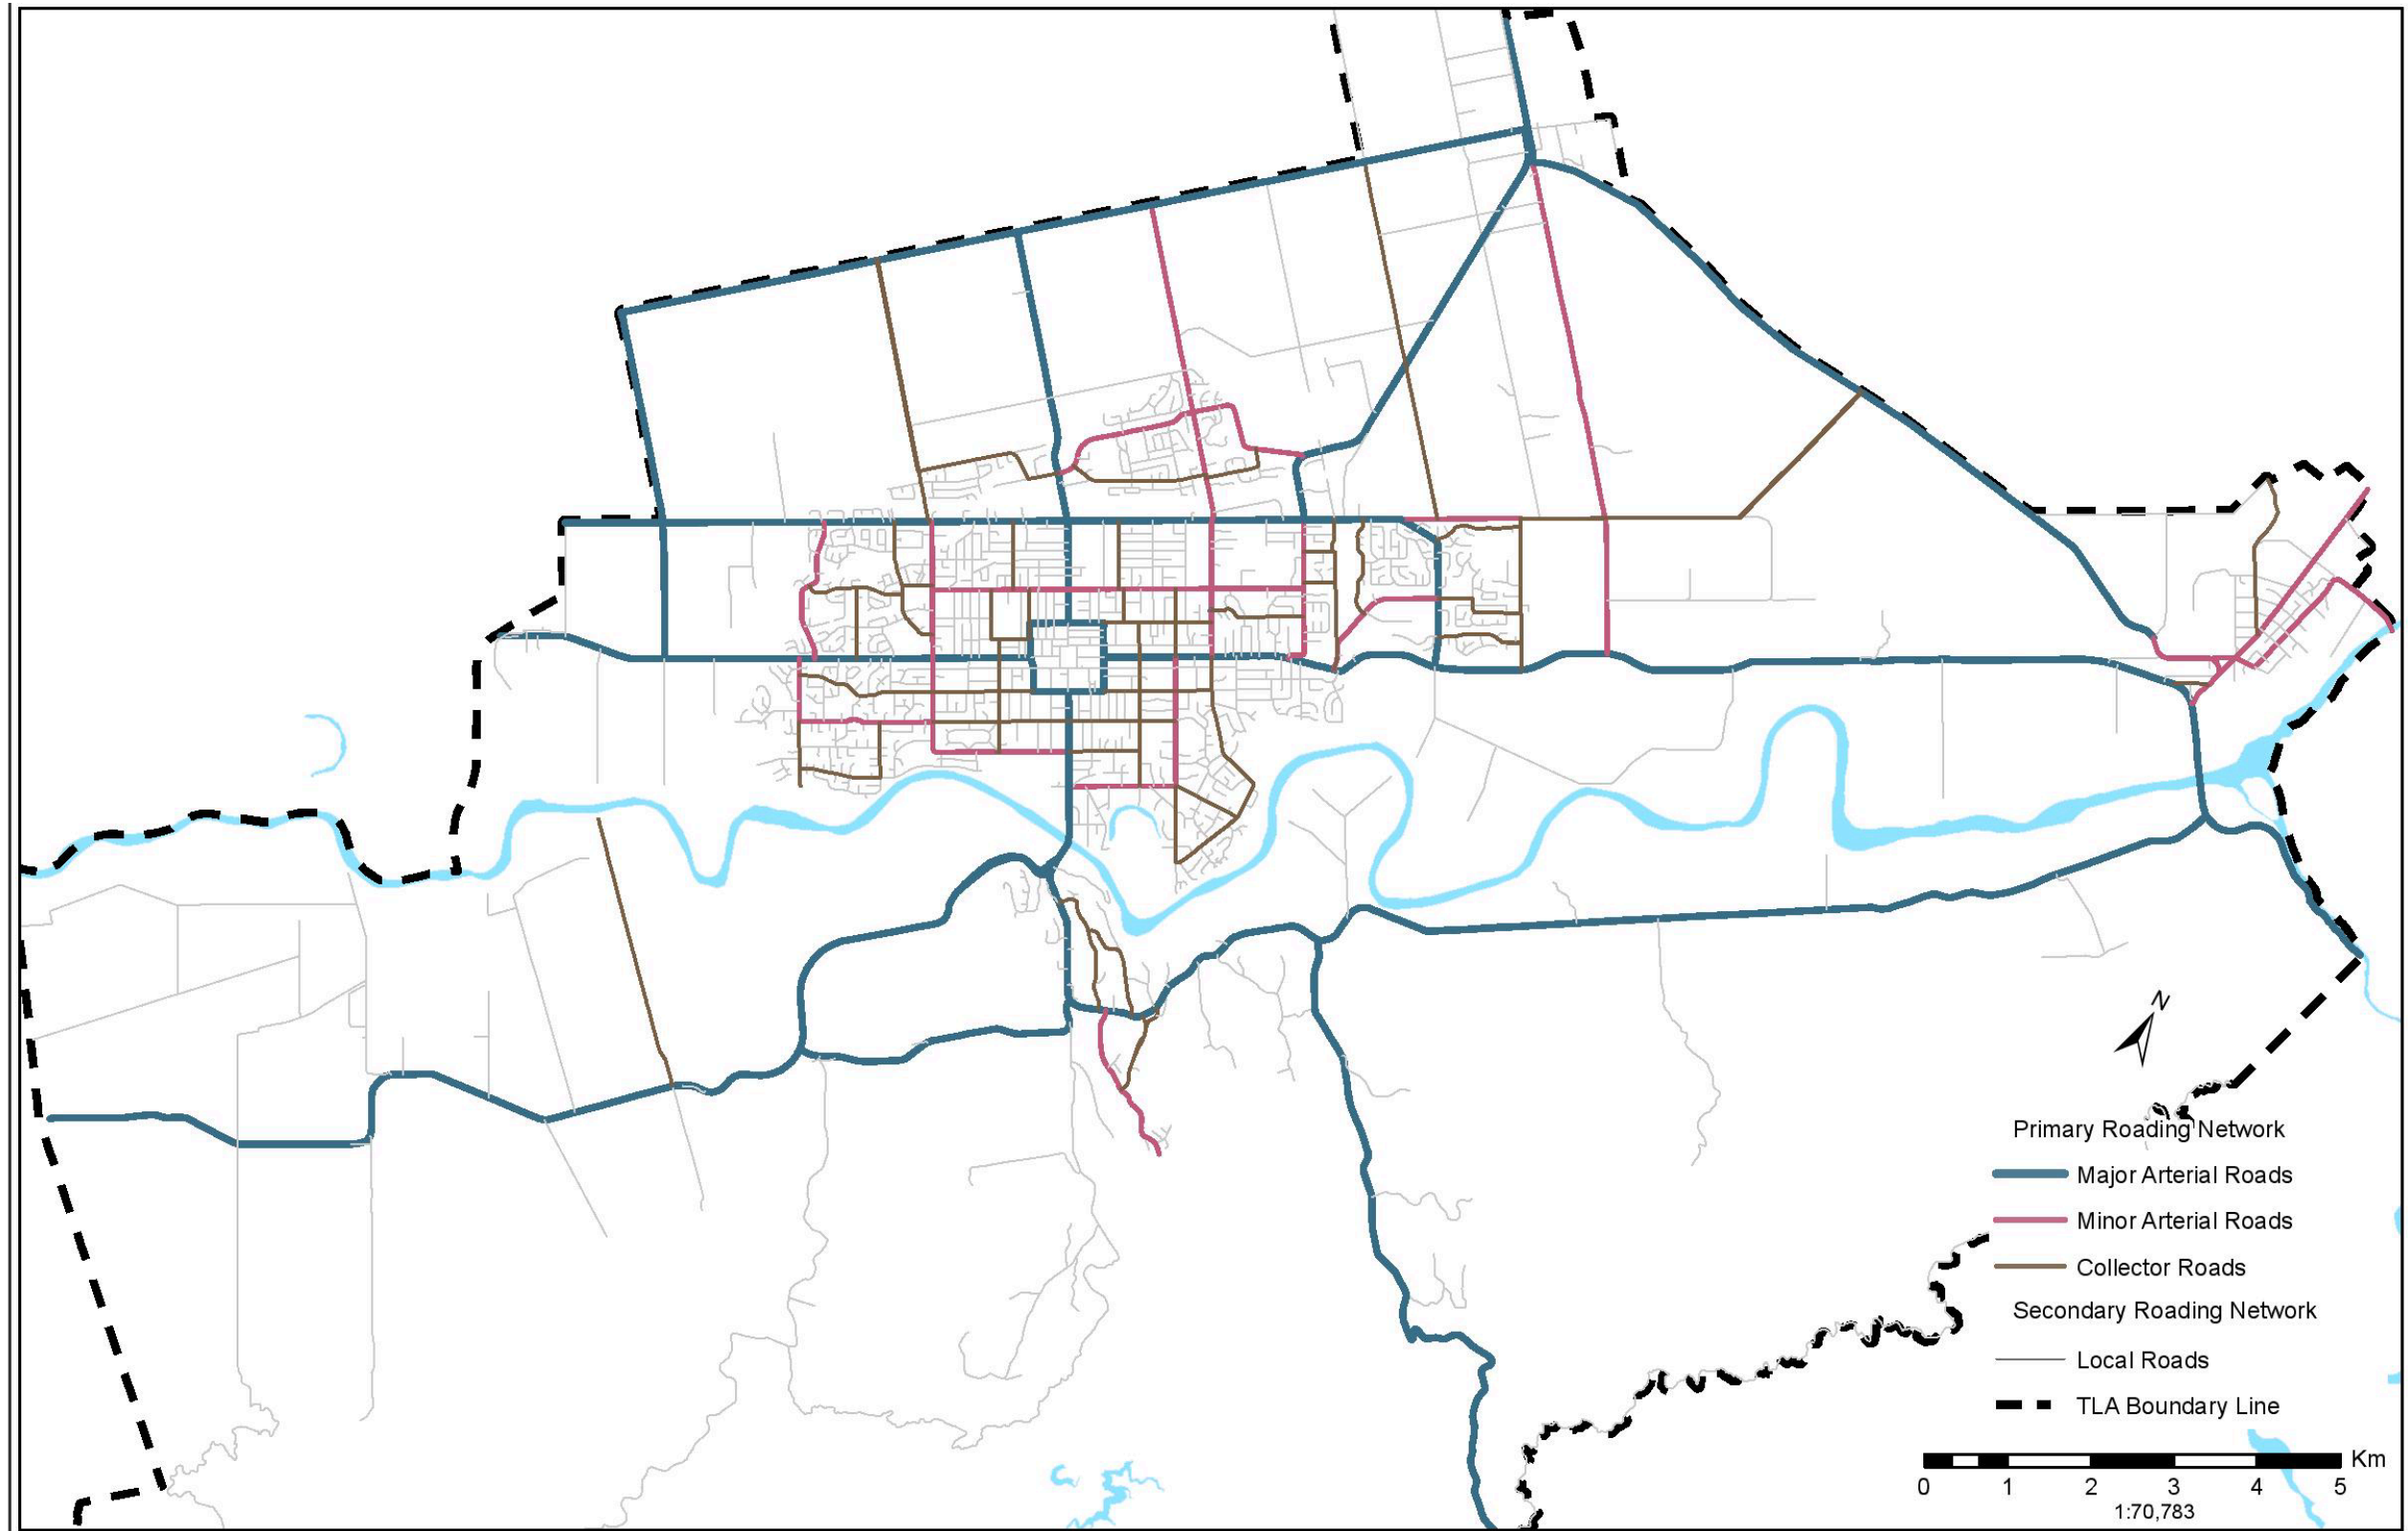 N
Primary Roading Network
Major Arterial Roads
Minor Arterial Roads
Collector Roads
Secondary Roading Network
Local Roads
TLA Boundary Line
Km
0 1 2 3 4 5
1:70,783